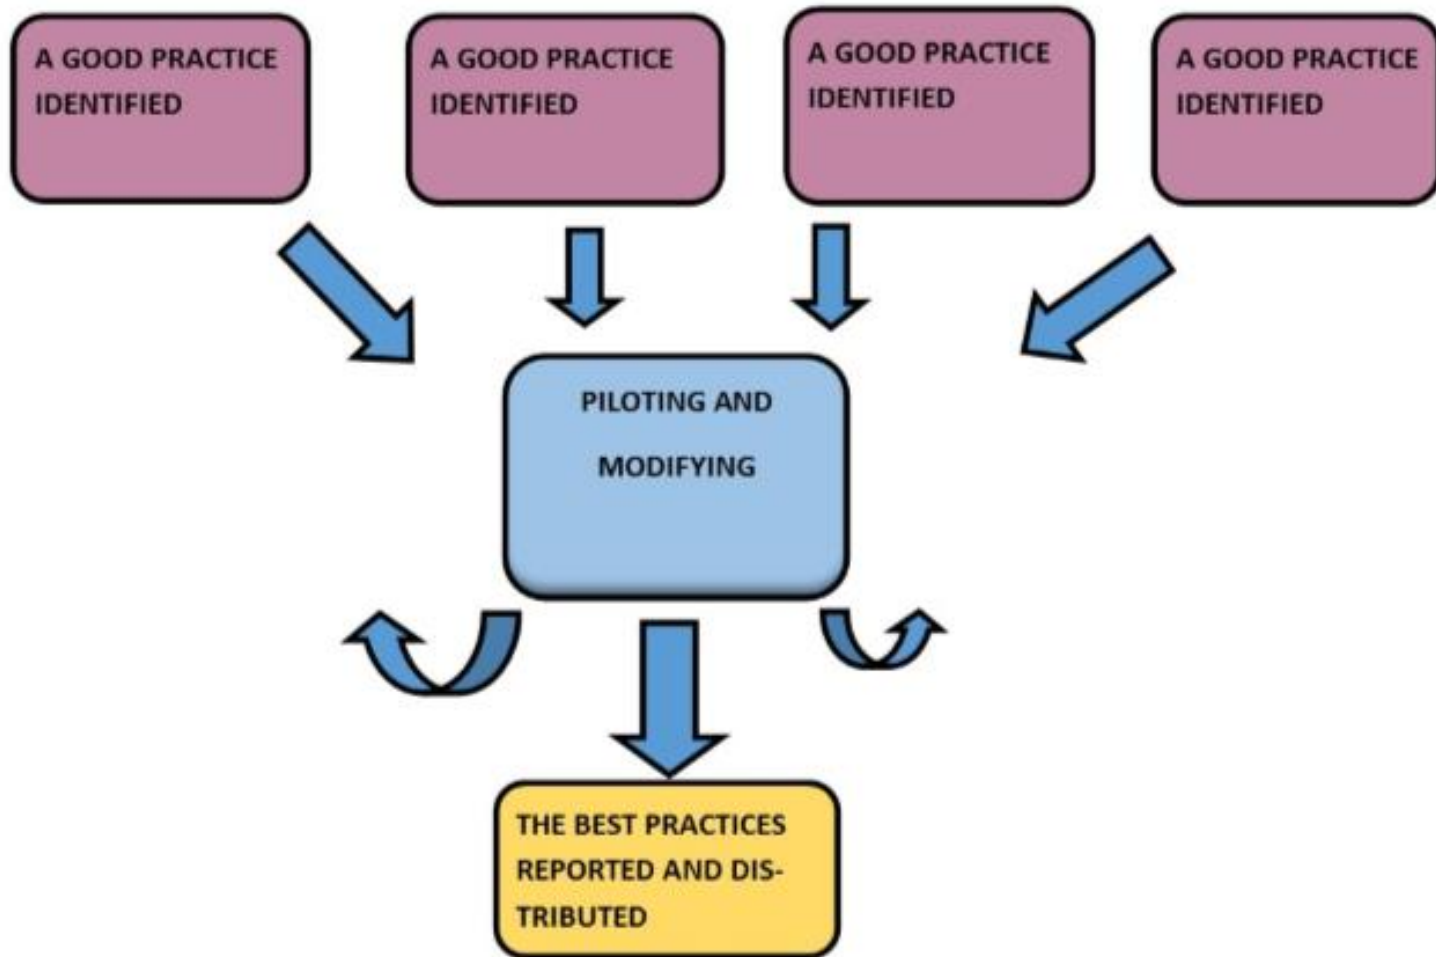 A GOOD PRACTICE
IDENTIFIED
A GOOD PRACTICE
IDENTIFIED
A GOOD PRACTICE
IDENTIFIED
A GOOD PRACTICE
IDENTIFIED
PILOTING AND
MODIFYING
THE BEST PRACTICES
REPORTED AND DIS-
TRIBUTED